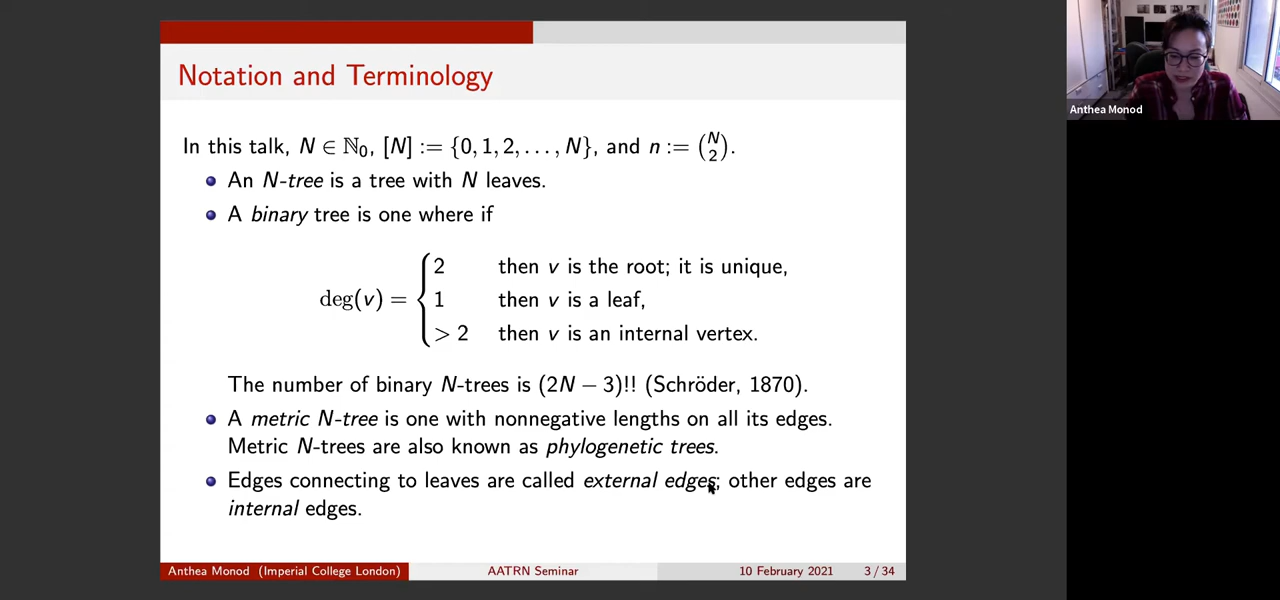 Notation and Terminology
In this talk, N ∈ ℕ₀, [N] := {0, 1, 2, . . . , N}, and n := (N 2).
An N-tree is a tree with N leaves.
A binary tree is one where if
deg(v) = { 2 then v is the root; it is unique,
1 then v is a leaf,
> 2 then v is an internal vertex.
The number of binary N-trees is (2N − 3)!! (Schröder, 1870).
A metric N-tree is one with nonnegative lengths on all its edges.
Metric N-trees are also known as phylogenetic trees.
Edges connecting to leaves are called external edges; other edges are
internal edges.
Anthea Monod (Imperial College London) AATRN Seminar 10 February 2021 3 / 34
Anthea Monod